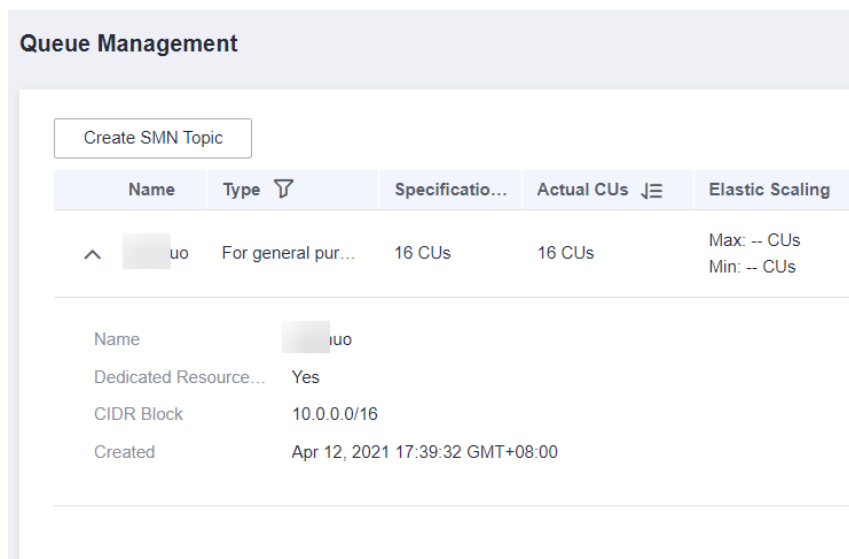 Queue Management
Create SMN Topic
Name Type Specificatio... Actual CUs Elastic Scaling
uo For general pur... 16 CUs 16 CUs Max: -- CUs
Min: -- CUs
Name uo
Dedicated Resource... Yes
CIDR Block 10.0.0.0/16
Created Apr 12, 2021 17:39:32 GMT+08:00